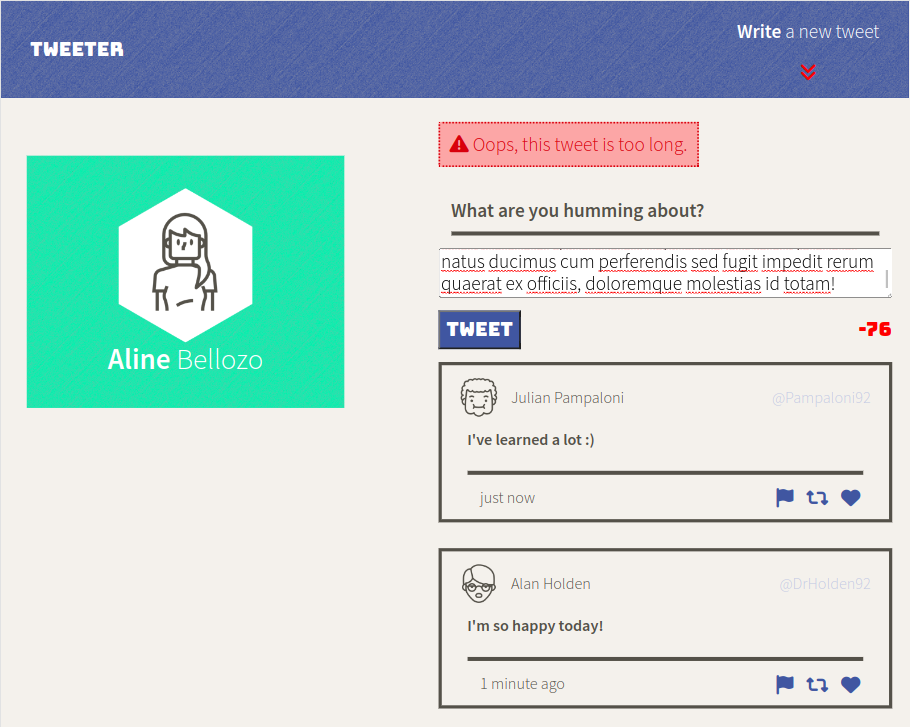 TWEETER
Write a new tweet
Oops, this tweet is too long.
What are you humming about?
natus ducimus cum perferendis sed fugit impedit rerum
quaerat ex officiis, doloremque molestias id totam!
TWEET
-76
Aline Bellozo
Julian Pampaloni
@Pampaloni92
I've learned a lot :)
just now
Alan Holden
@DrHolden92
I'm so happy today!
1 minute ago